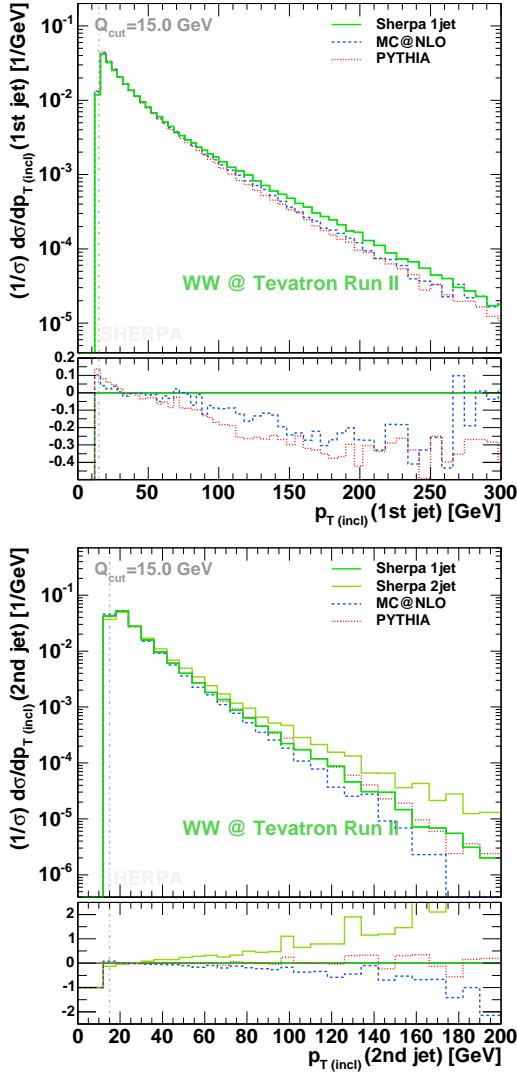 Q_cut=15.0 GeV
Sherpa 1jet
MC@NLO
PYTHIA
(1/σ) dσ/dp_T (incl)(1st jet) [1/GeV]
10^-1
10^-2
10^-3
10^-4
10^-5
WW @ Tevatron Run II
SHERPA
0.2
0.1
0
-0.1
-0.2
-0.3
-0.4
0 50 100 150 200 250 300
p_T (incl)(1st jet) [GeV]
Q_cut=15.0 GeV
Sherpa 1jet
Sherpa 2jet
MC@NLO
PYTHIA
(1/σ) dσ/dp_T (incl)(2nd jet) [1/GeV]
10^-1
10^-2
10^-3
10^-4
10^-5
10^-6
WW @ Tevatron Run II
SHERPA
2
1
0
-1
-2
0 20 40 60 80 100 120 140 160 180 200
p_T (incl)(2nd jet) [GeV]